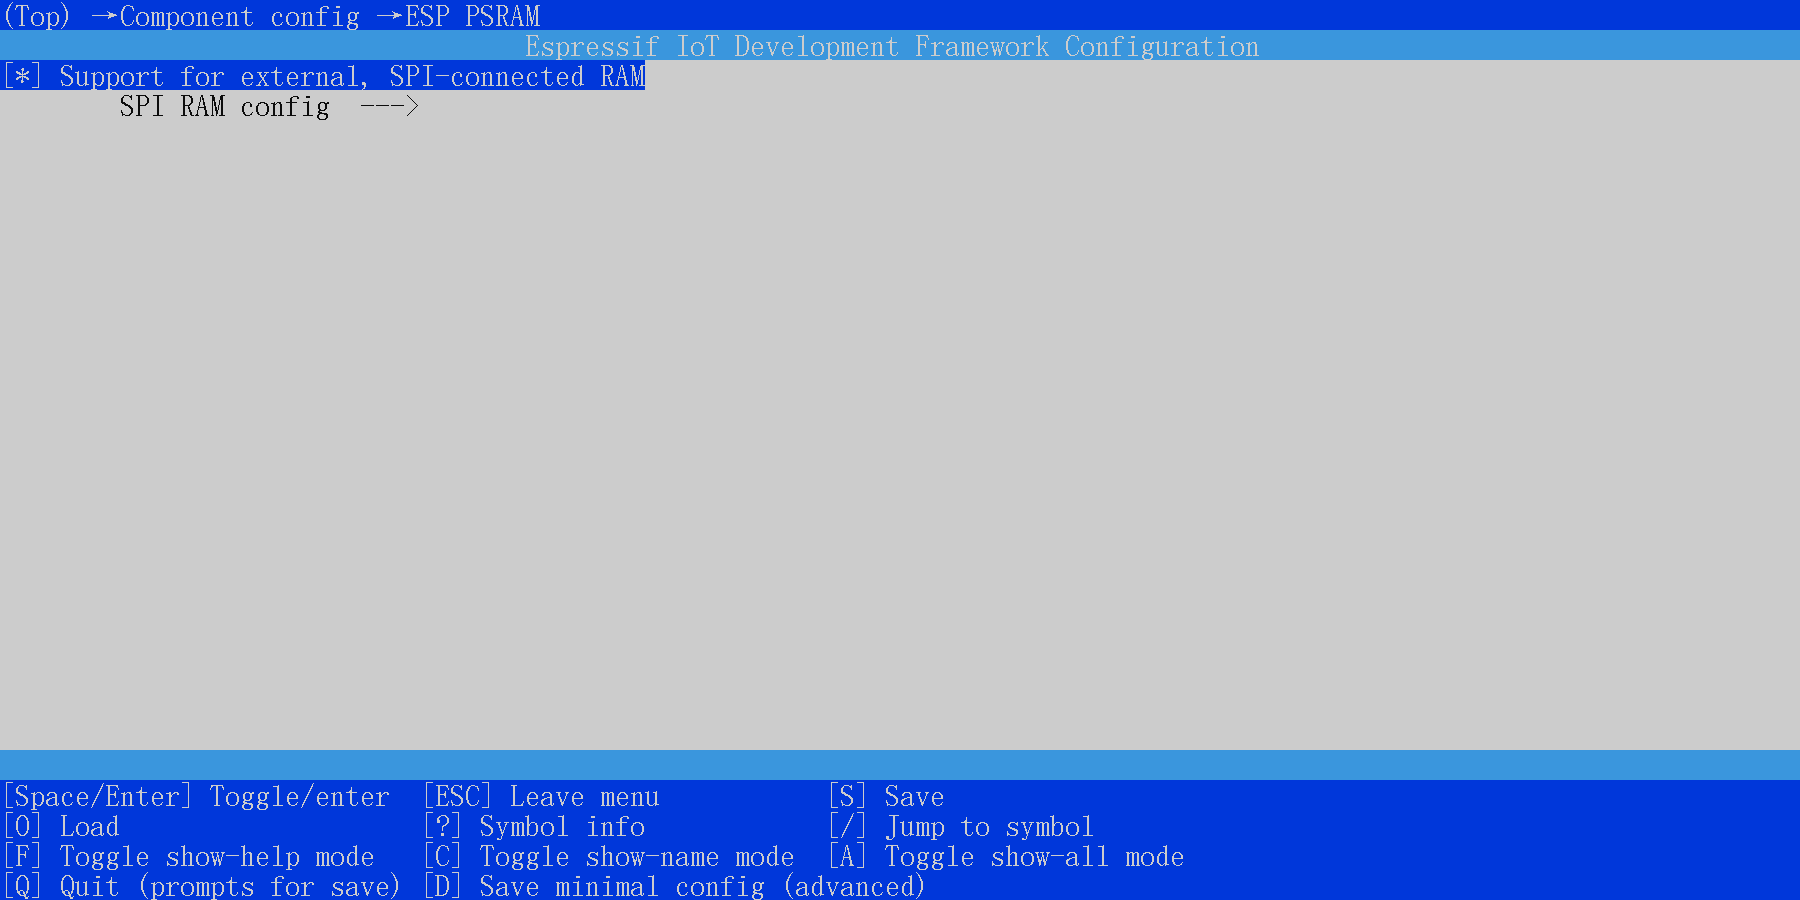 (Top) →Component config →ESP PSRAM
Espressif IoT Development Framework Configuration
[*] Support for external, SPI-connected RAM
SPI RAM config  --->
[Space/Enter] Toggle/enter  [ESC] Leave menu  [S] Save
[O] Load  [?] Symbol info  [/] Jump to symbol
[F] Toggle show-help mode  [C] Toggle show-name mode  [A] Toggle show-all mode
[Q] Quit (prompts for save)  [D] Save minimal config (advanced)